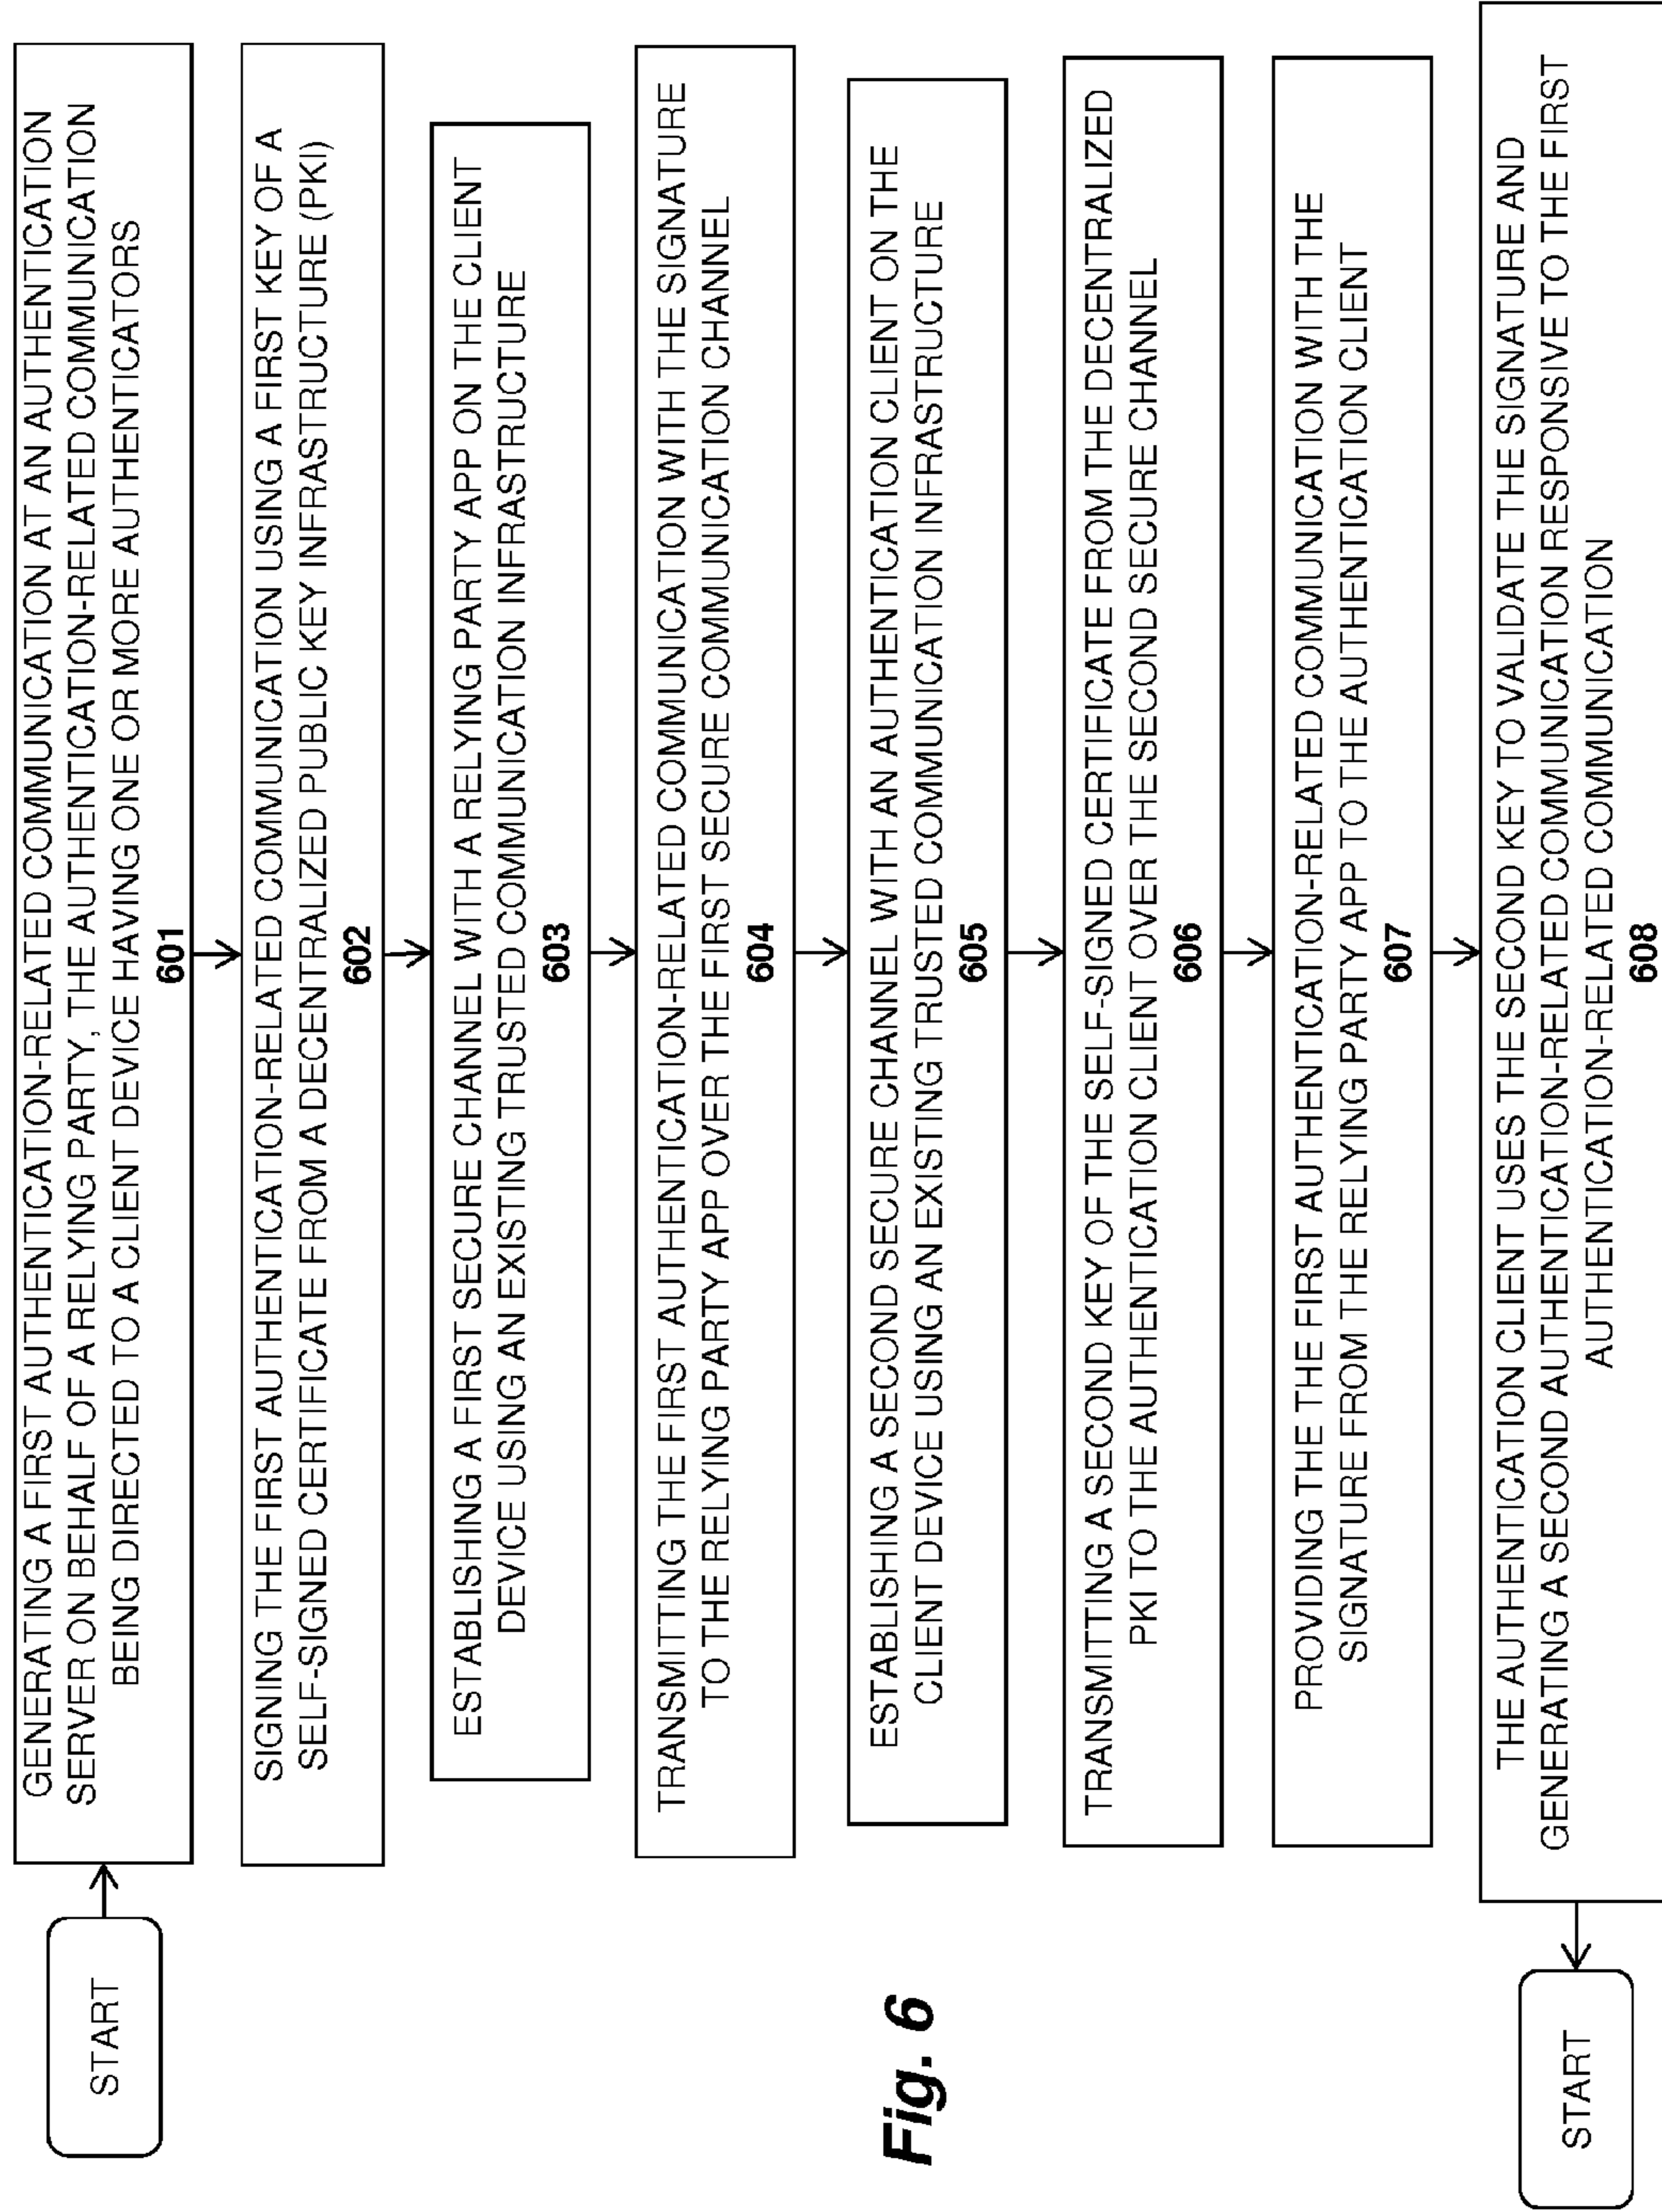 START
GENERATING A FIRST AUTHENTICATION-RELATED COMMUNICATION AT AN AUTHENTICATION
SERVER ON BEHALF OF A RELYING PARTY, THE AUTHENTICATION-RELATED COMMUNICATION
BEING DIRECTED TO A CLIENT DEVICE HAVING ONE OR MORE AUTHENTICATORS
601
SIGNING THE FIRST AUTHENTICATION-RELATED COMMUNICATION USING A FIRST KEY OF A
SELF-SIGNED CERTIFICATE FROM A DECENTRALIZED PUBLIC KEY INFRASTRUCTURE (PKI)
602
ESTABLISHING A FIRST SECURE CHANNEL WITH A RELYING PARTY APP ON THE CLIENT
DEVICE USING AN EXISTING TRUSTED COMMUNICATION INFRASTRUCTURE
603
TRANSMITTING THE FIRST AUTHENTICATION-RELATED COMMUNICATION WITH THE SIGNATURE
TO THE RELYING PARTY APP OVER THE FIRST SECURE COMMUNICATION CHANNEL
604
ESTABLISHING A SECOND SECURE CHANNEL WITH AN AUTHENTICATION CLIENT ON THE
CLIENT DEVICE USING AN EXISTING TRUSTED COMMUNICATION INFRASTRUCTURE
605
TRANSMITTING A SECOND KEY OF THE SELF-SIGNED CERTIFICATE FROM THE DECENTRALIZED
PKI TO THE AUTHENTICATION CLIENT OVER THE SECOND SECURE CHANNEL
606
PROVIDING THE FIRST AUTHENTICATION-RELATED COMMUNICATION WITH THE
SIGNATURE FROM THE RELYING PARTY APP TO THE AUTHENTICATION CLIENT
607
THE AUTHENTICATION CLIENT USES THE SECOND KEY TO VALIDATE THE SIGNATURE AND
GENERATING A SECOND AUTHENTICATION-RELATED COMMUNICATION RESPONSIVE TO THE FIRST
AUTHENTICATION-RELATED COMMUNICATION
608
START
Fig. 6